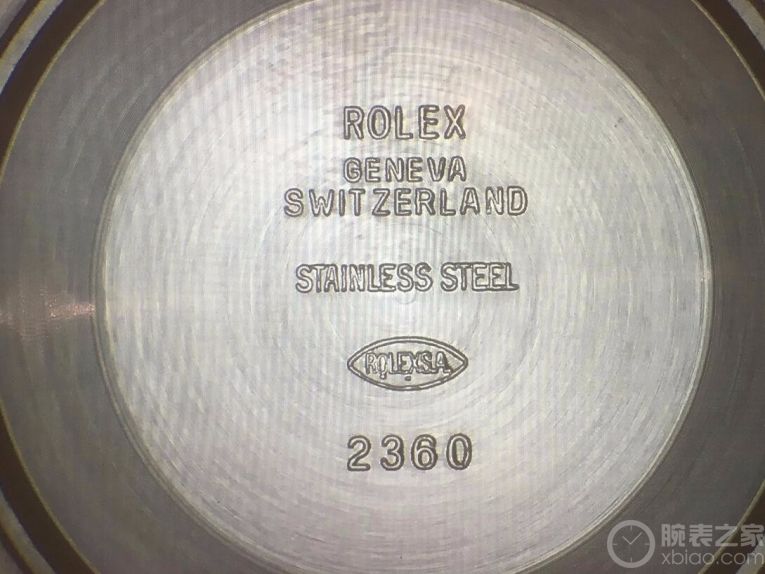 ROLEX
GENEVA
SWITZERLAND
STAINLESS STEEL
ROLEX S.A.
2360
腕表之家
xbiao.com